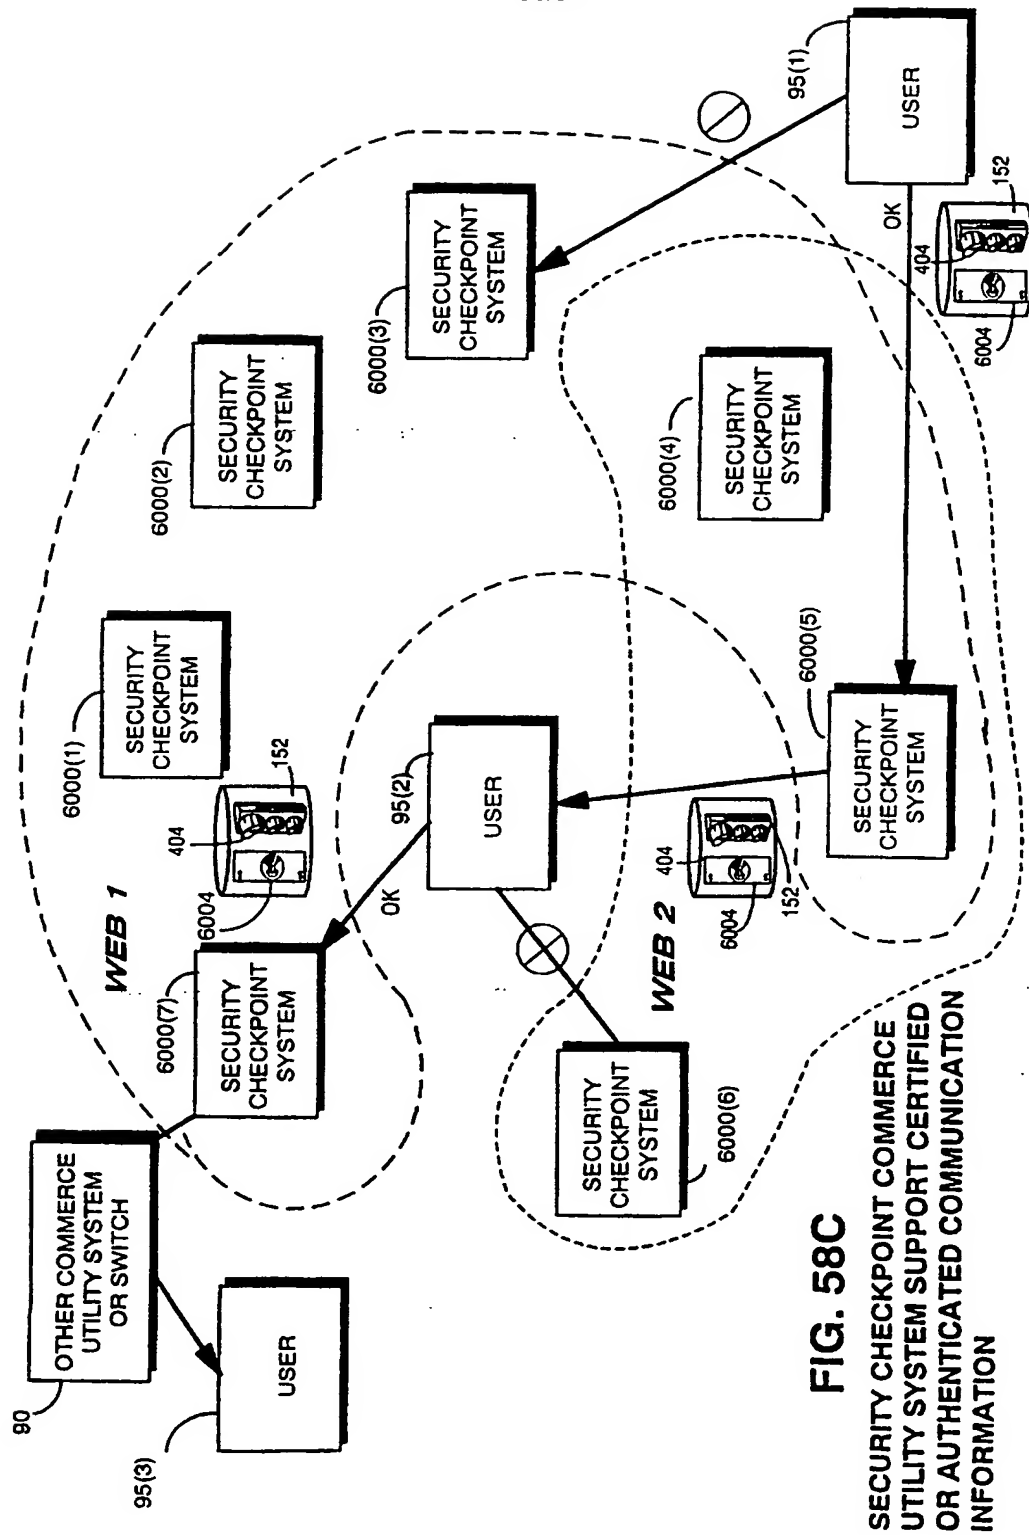 95(1)
USER
OK
152
404
6004
SECURITY
CHECKPOINT
SYSTEM
6000(3)
SECURITY
CHECKPOINT
SYSTEM
6000(2)
SECURITY
CHECKPOINT
SYSTEM
6000(4)
SECURITY
CHECKPOINT
SYSTEM
6000(1)
152
404
6004
WEB 1
95(2)
USER
OK
6000(5)
SECURITY
CHECKPOINT
SYSTEM
404
6004
152
WEB 2
6000(7)
SECURITY
CHECKPOINT
SYSTEM
SECURITY
CHECKPOINT
SYSTEM
6000(6)
OTHER COMMERCE
UTILITY SYSTEM
OR SWITCH
90
USER
95(3)
FIG. 58C
SECURITY CHECKPOINT COMMERCE
UTILITY SYSTEM SUPPORT CERTIFIED
OR AUTHENTICATED COMMUNICATION
INFORMATION